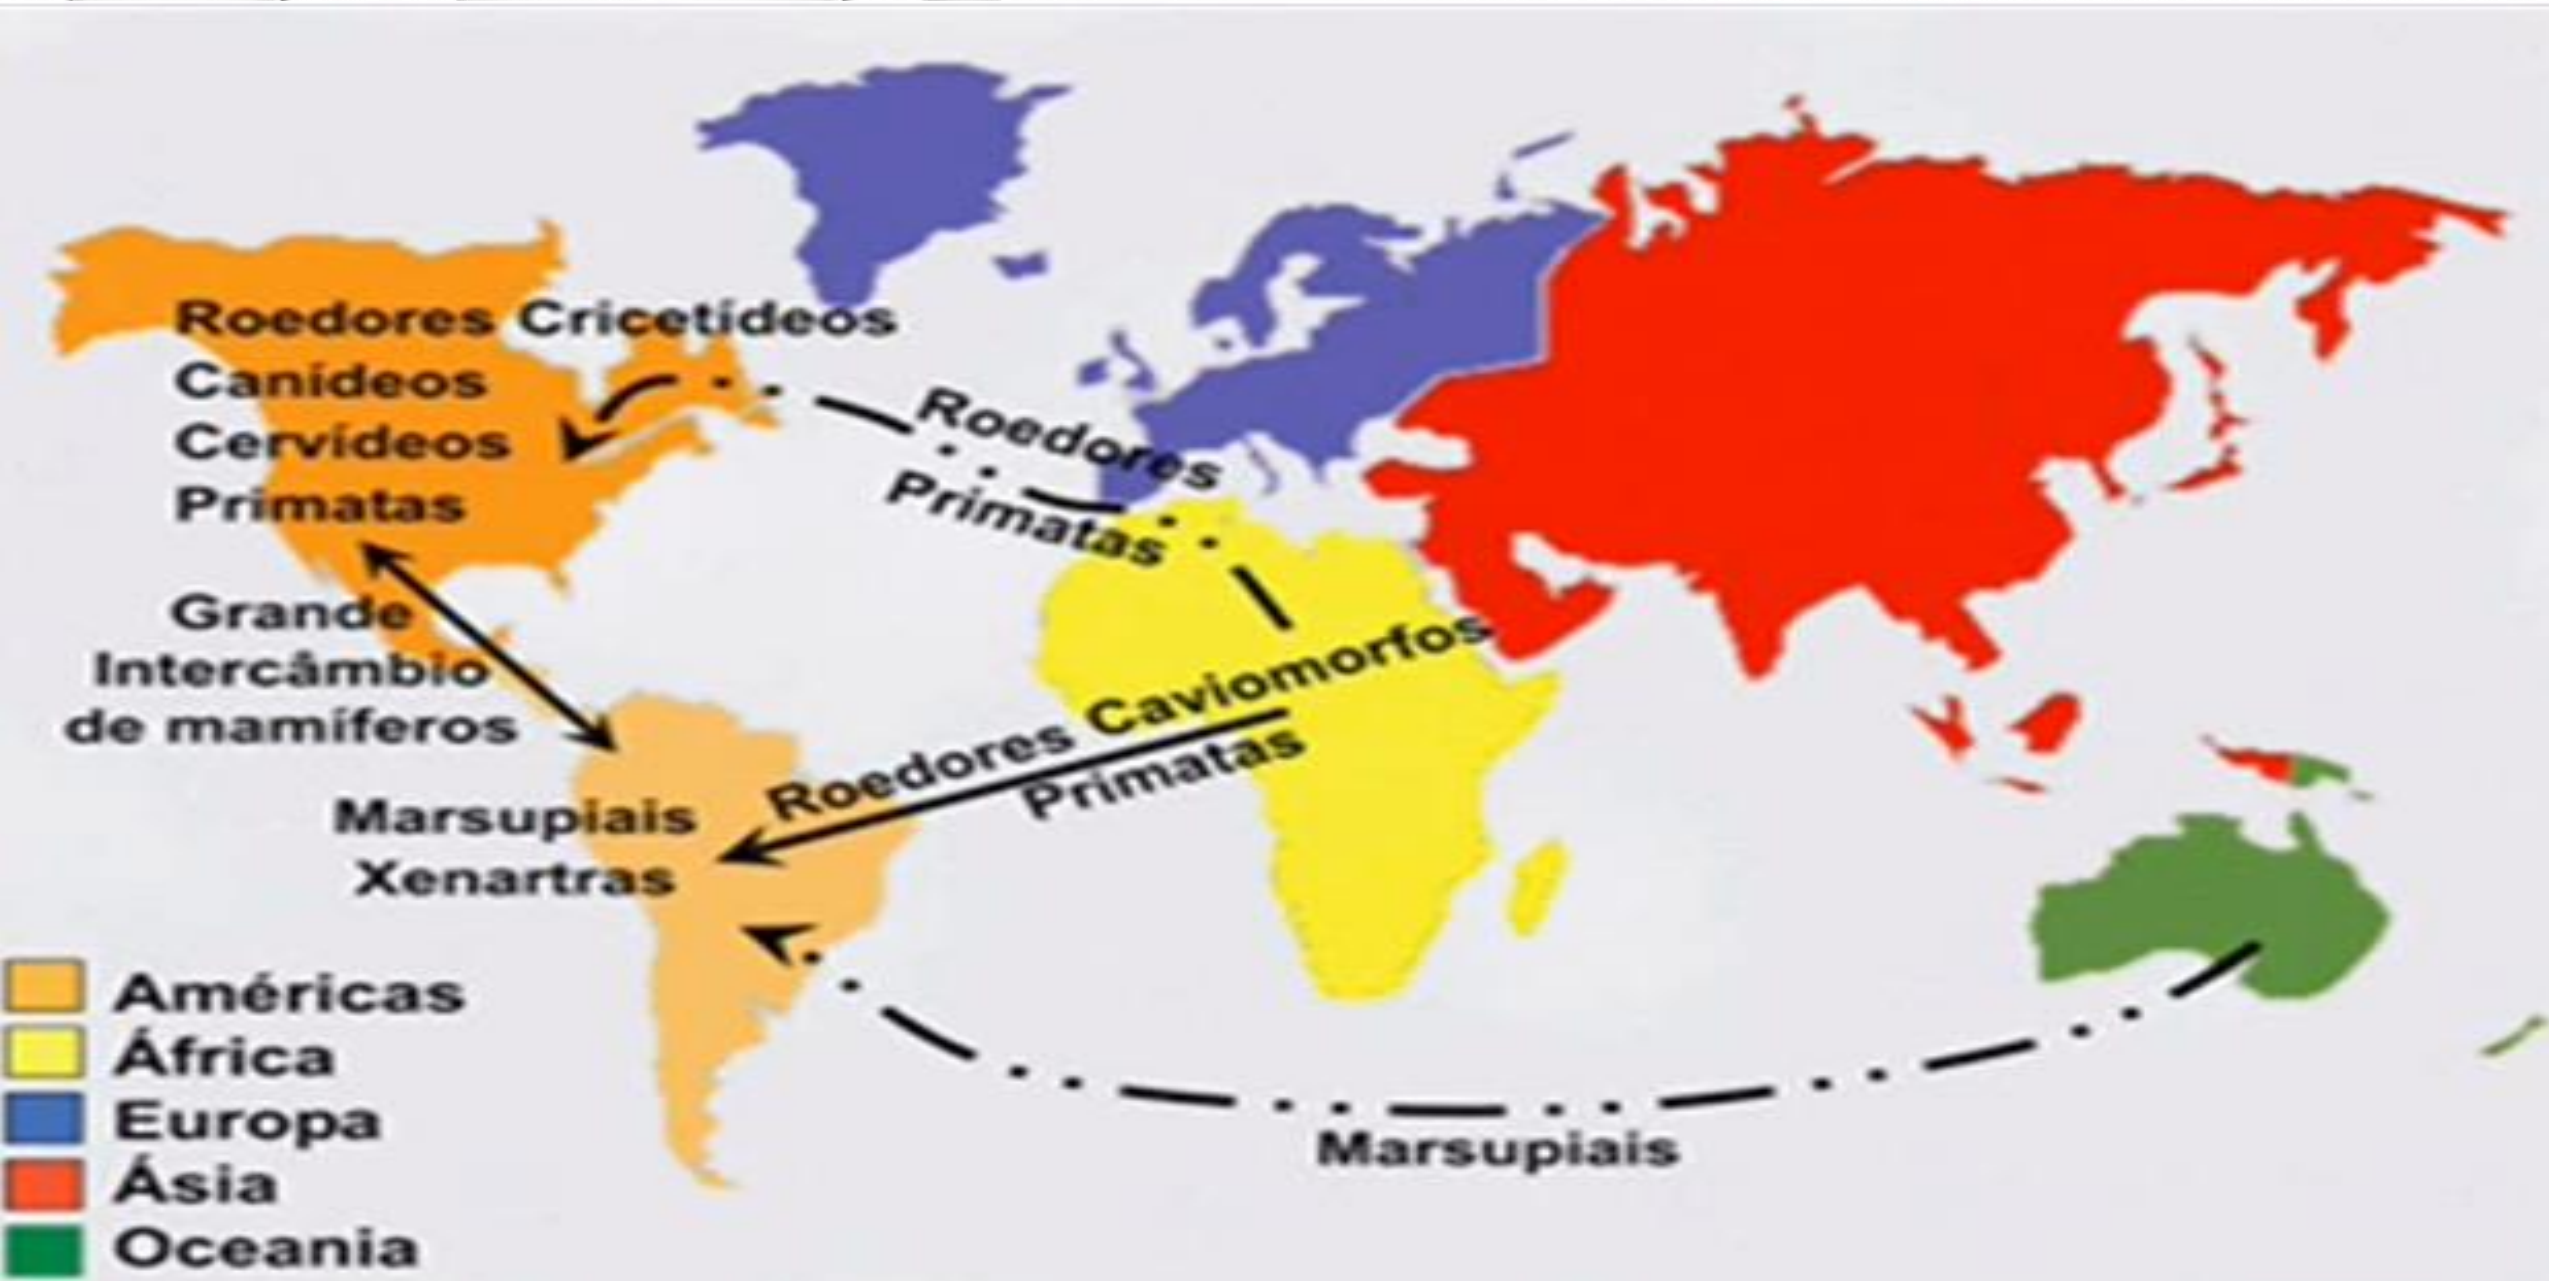 Roedores Cricetídeos
Canídeos
Cervídeos
Primatas
Roedores
Primatas
Grande
Intercâmbio
de mamíferos
Roedores Caviomorfos
Primatas
Marsupiais
Xenartras
Marsupiais
Américas
África
Europa
Ásia
Oceania